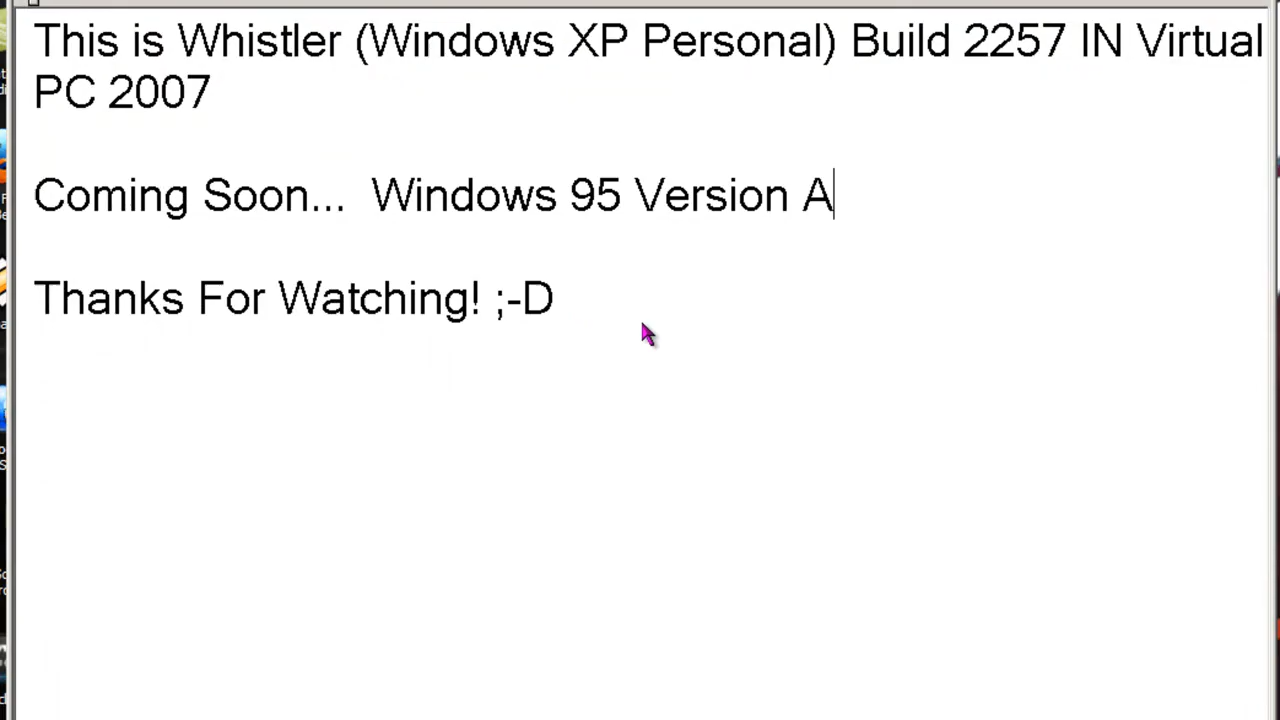 This is Whistler (Windows XP Personal) Build 2257 IN Virtual
PC 2007
Coming Soon...  Windows 95 Version A
Thanks For Watching! ;-D